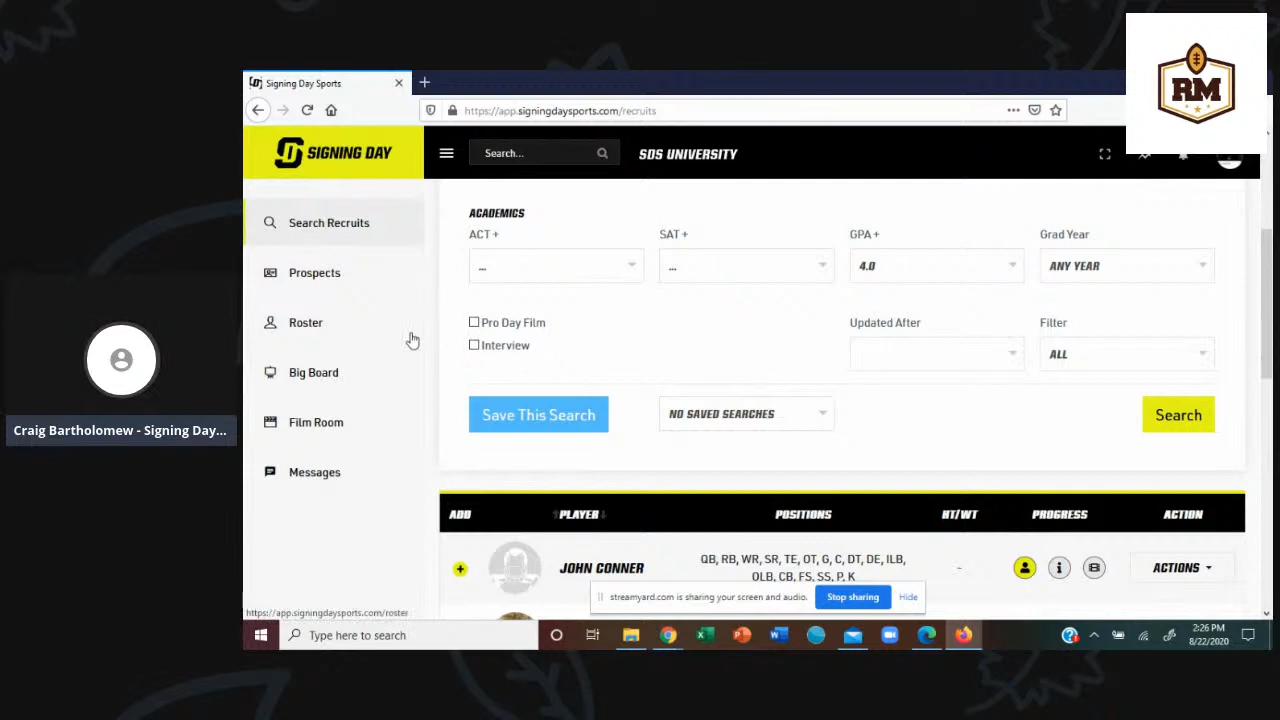 Signing Day Sports
https://app.signingdaysports.com/recruits
RM
SIGNING DAY
Search...
SDS UNIVERSITY
Search Recruits
Prospects
Roster
Big Board
Film Room
Messages
ACADEMICS
ACT +
SAT +
GPA +
Grad Year
...
...
4.0
ANY YEAR
Pro Day Film
Interview
Updated After
Filter
ALL
Save This Search
NO SAVED SEARCHES
Search
ADD
PLAYER
POSITIONS
HT/WT
PROGRESS
ACTION
JOHN CONNER
QB, RB, WR, SR, TE, OT, G, C, DT, DE, ILB,
OLB, CB, FS, SS, P, K
-
ACTIONS
streamyard.com is sharing your screen and audio.
Stop sharing
Hide
https://app.signingdaysports.com/roster
Type here to search
2:26 PM
8/22/2020
Craig Bartholomew - Signing Day...